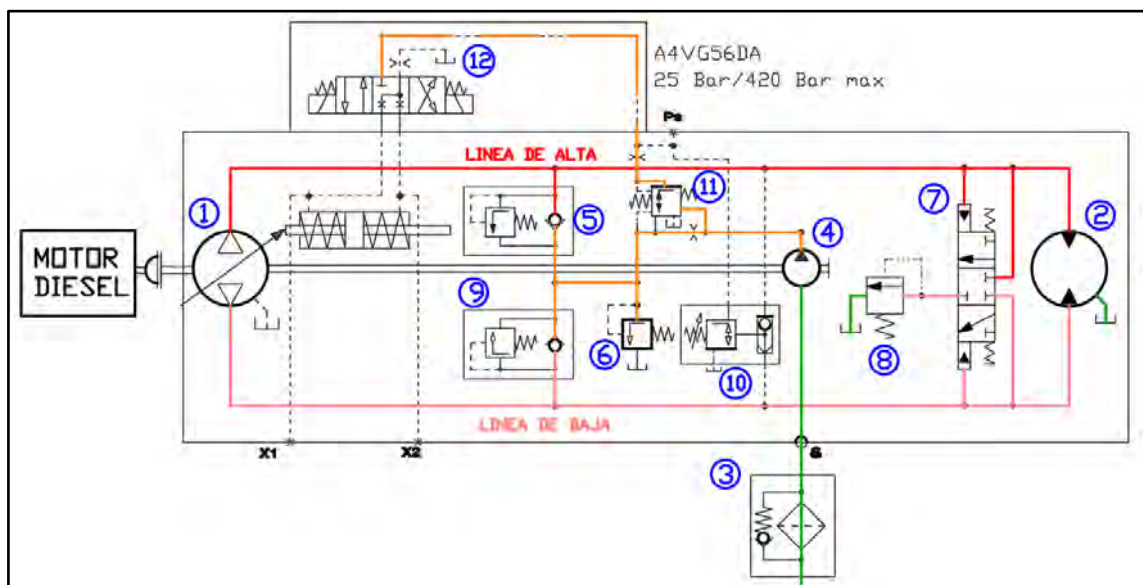 12
A4VG56DA
25 Bar/420 Bar max
Ps
LINEA DE ALTA
11
7
1
5
4
2
MOTOR
DIESEL
9
6
10
8
LINEA DE BAJA
X1
X2
S
3